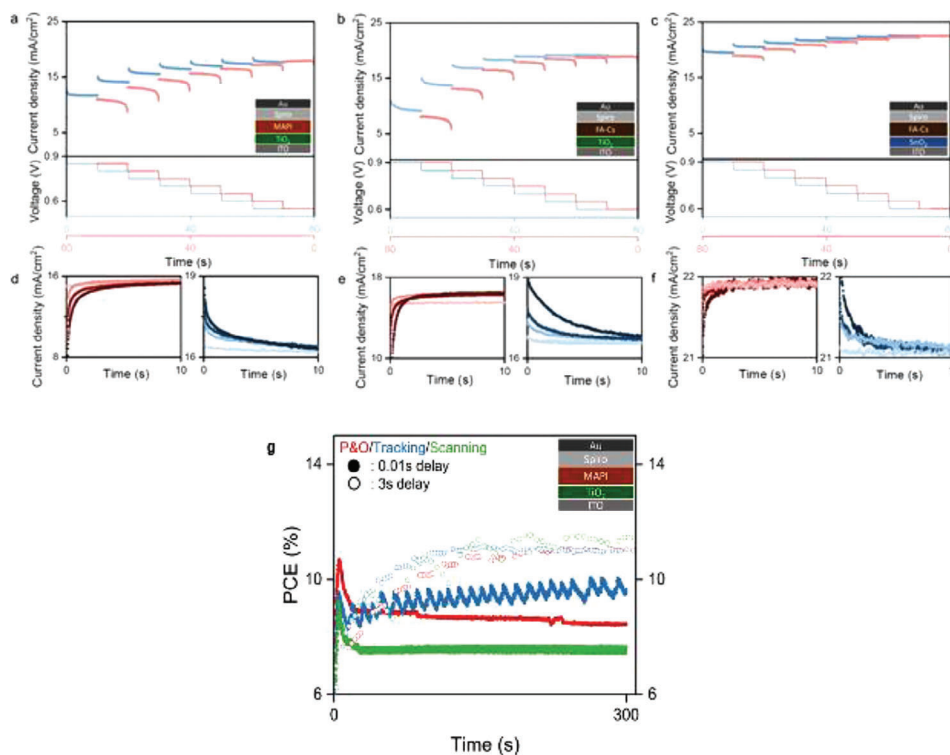 a
Current density (mA/cm²)
25
15
5
Au
Spiro
MAPI
TiO₂
ITO
Voltage (V)
0.9
0.6
0 40 80
80 40 0
Time (s)
b
Current density (mA/cm²)
25
15
5
Au
Spiro
FA-Cs
TiO₂
ITO
Voltage (V)
0.9
0.6
0 40 80
80 40 0
Time (s)
c
Current density (mA/cm²)
25
15
5
Au
Spiro
FA-Cs
SnO₂
ITO
Voltage (V)
0.9
0.6
40
40 0
Time (s)
d
Current density (mA/cm²)
16
8
0 10
Time (s)
19
16
0 10
Time (s)
e
Current density (mA/cm²)
18
10
0 10
Time (s)
19
16
0 10
Time (s)
f
Current density (mA/cm²)
22
21
0 10
Time (s)
22
21
0 10
Time (s)
g
P&O/Tracking/Scanning
: 0.01s delay
: 3s delay
Au
Spiro
MAPI
TiO₂
ITO
PCE (%)
14 14
10 10
6 6
0 300
Time (s)